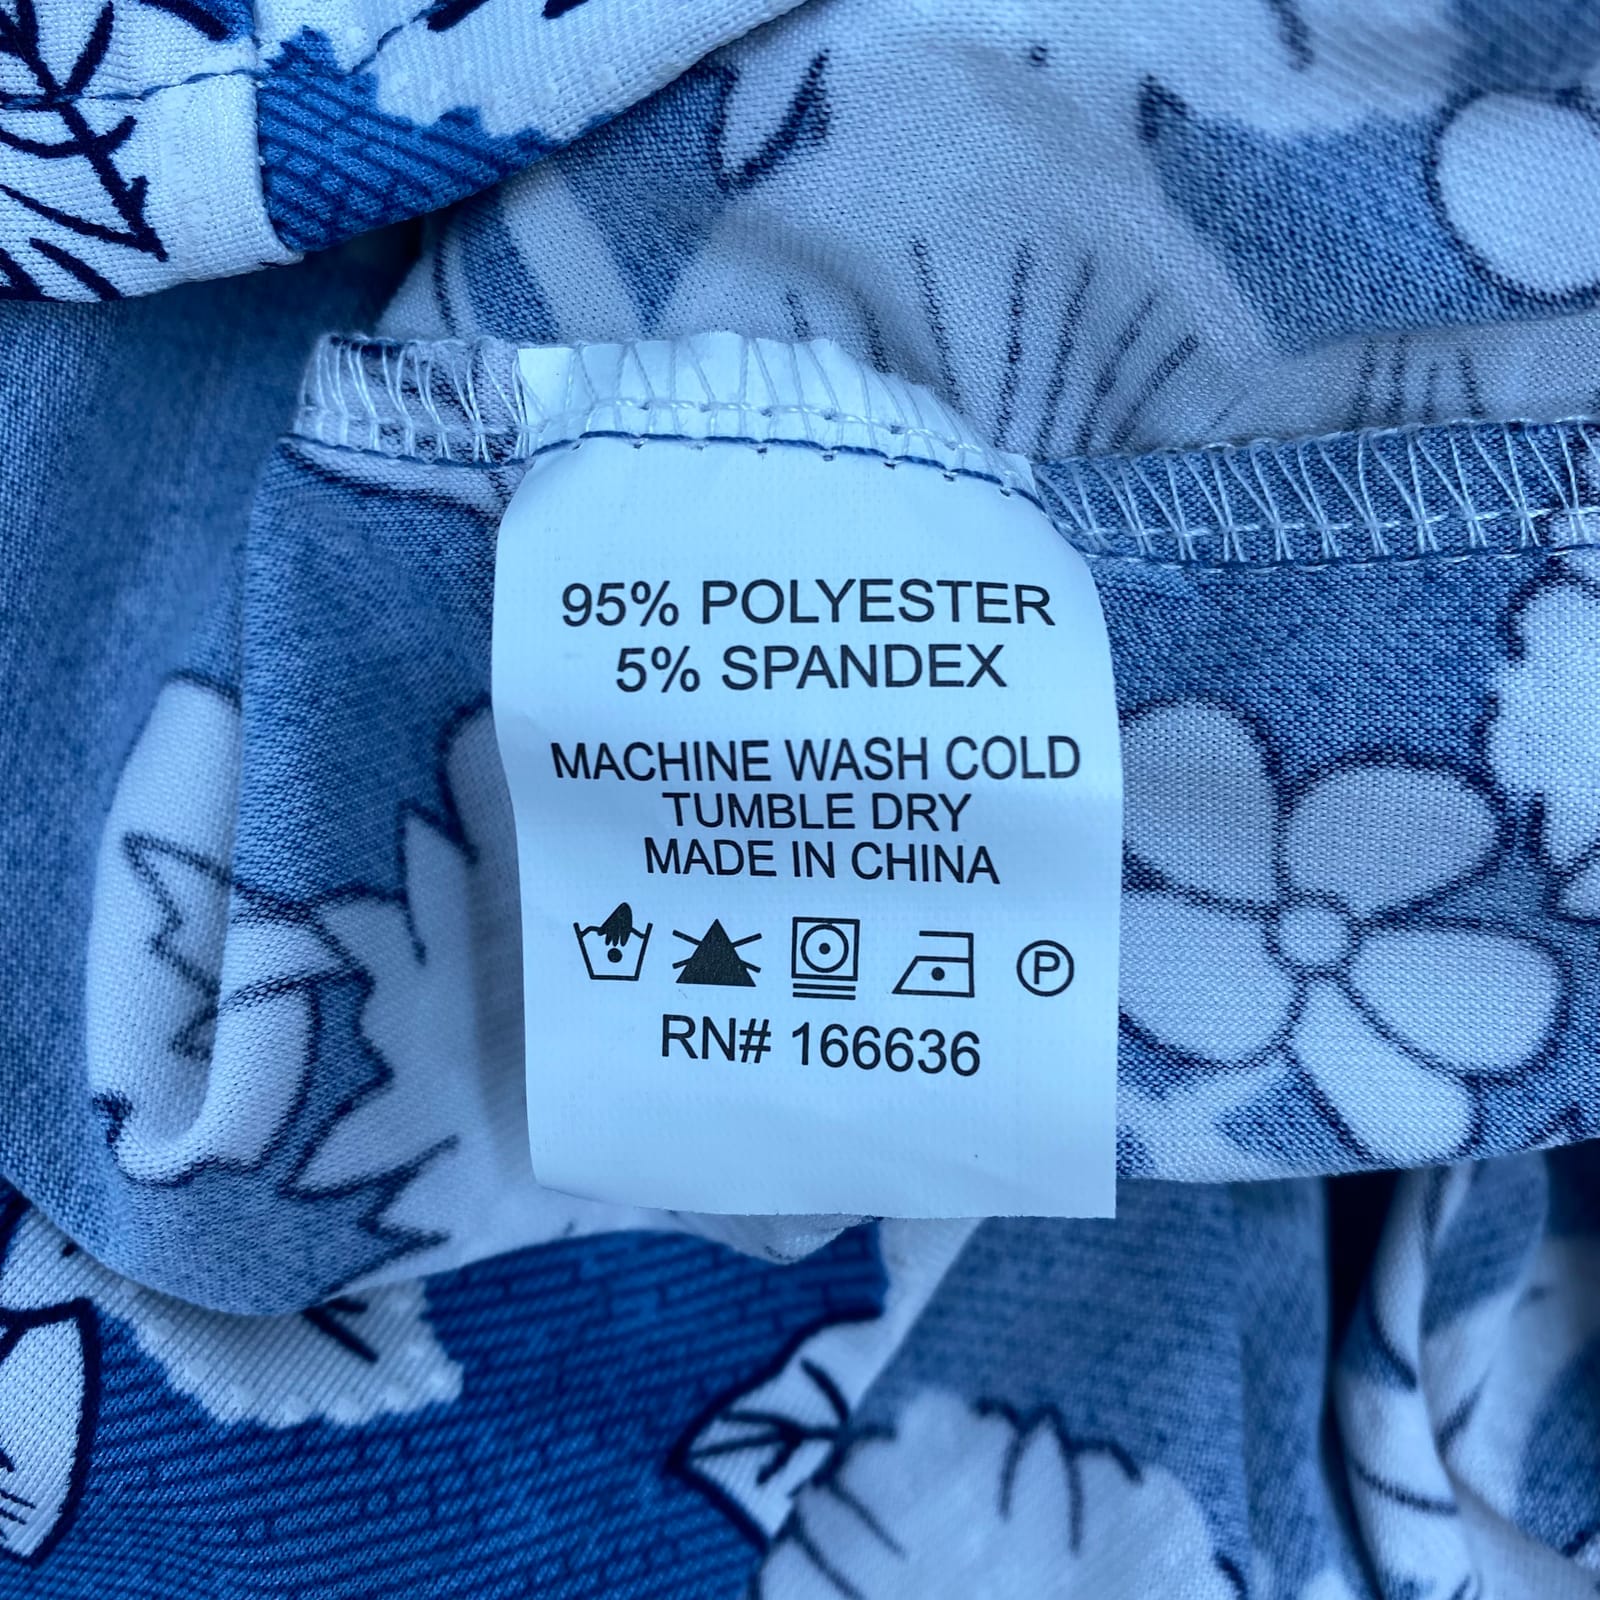 95% POLYESTER
5% SPANDEX
MACHINE WASH COLD
TUMBLE DRY
MADE IN CHINA
P
RN# 166636